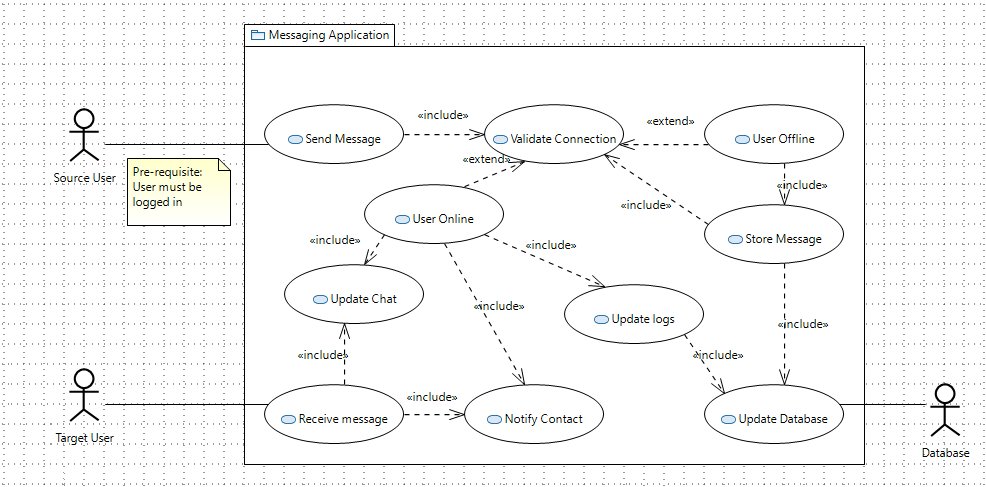 Messaging Application
«include»
«extend»
Send Message
Validate Connection
User Offline
«extend»
Source User
Pre-requisite:
User must be
logged in
«include»
«include»
User Online
Store Message
«include»
«include»
Update Chat
«include»
Update logs
«include»
«include»
«include»
«include»
Receive message
Notify Contact
Update Database
Target User
Database